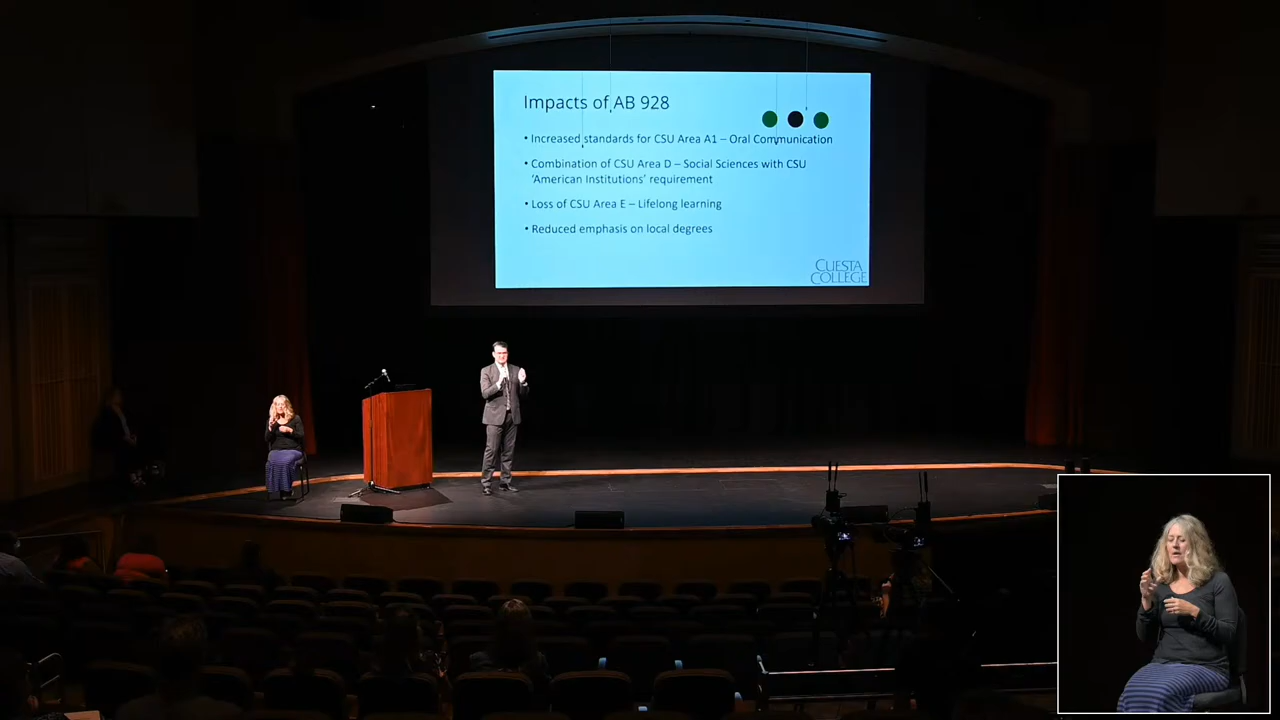 Impacts of AB 928
• Increased standards for CSU Area A1 – Oral Communication
• Combination of CSU Area D – Social Sciences with CSU
'American Institutions' requirement
• Loss of CSU Area E – Lifelong learning
• Reduced emphasis on local degrees
CUESTA
COLLEGE